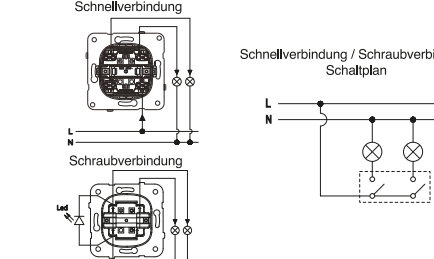 Schnellverbindung
L
N
Schraubverbindung
Led
Schnellverbindung / Schraubverbi
Schaltplan
L
N